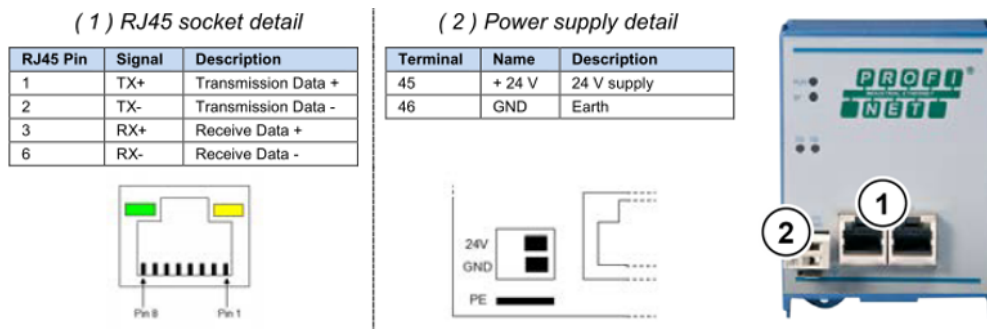 ( 1 ) RJ45 socket detail
RJ45 Pin Signal Description
1 TX+ Transmission Data +
2 TX- Transmission Data -
3 RX+ Receive Data +
6 RX- Receive Data -
Pin 8 Pin 1
( 2 ) Power supply detail
Terminal Name Description
45 + 24 V 24 V supply
46 GND Earth
24V
GND
PE
PROFI®
INDUSTRIAL ETHERNET
NET
1
2